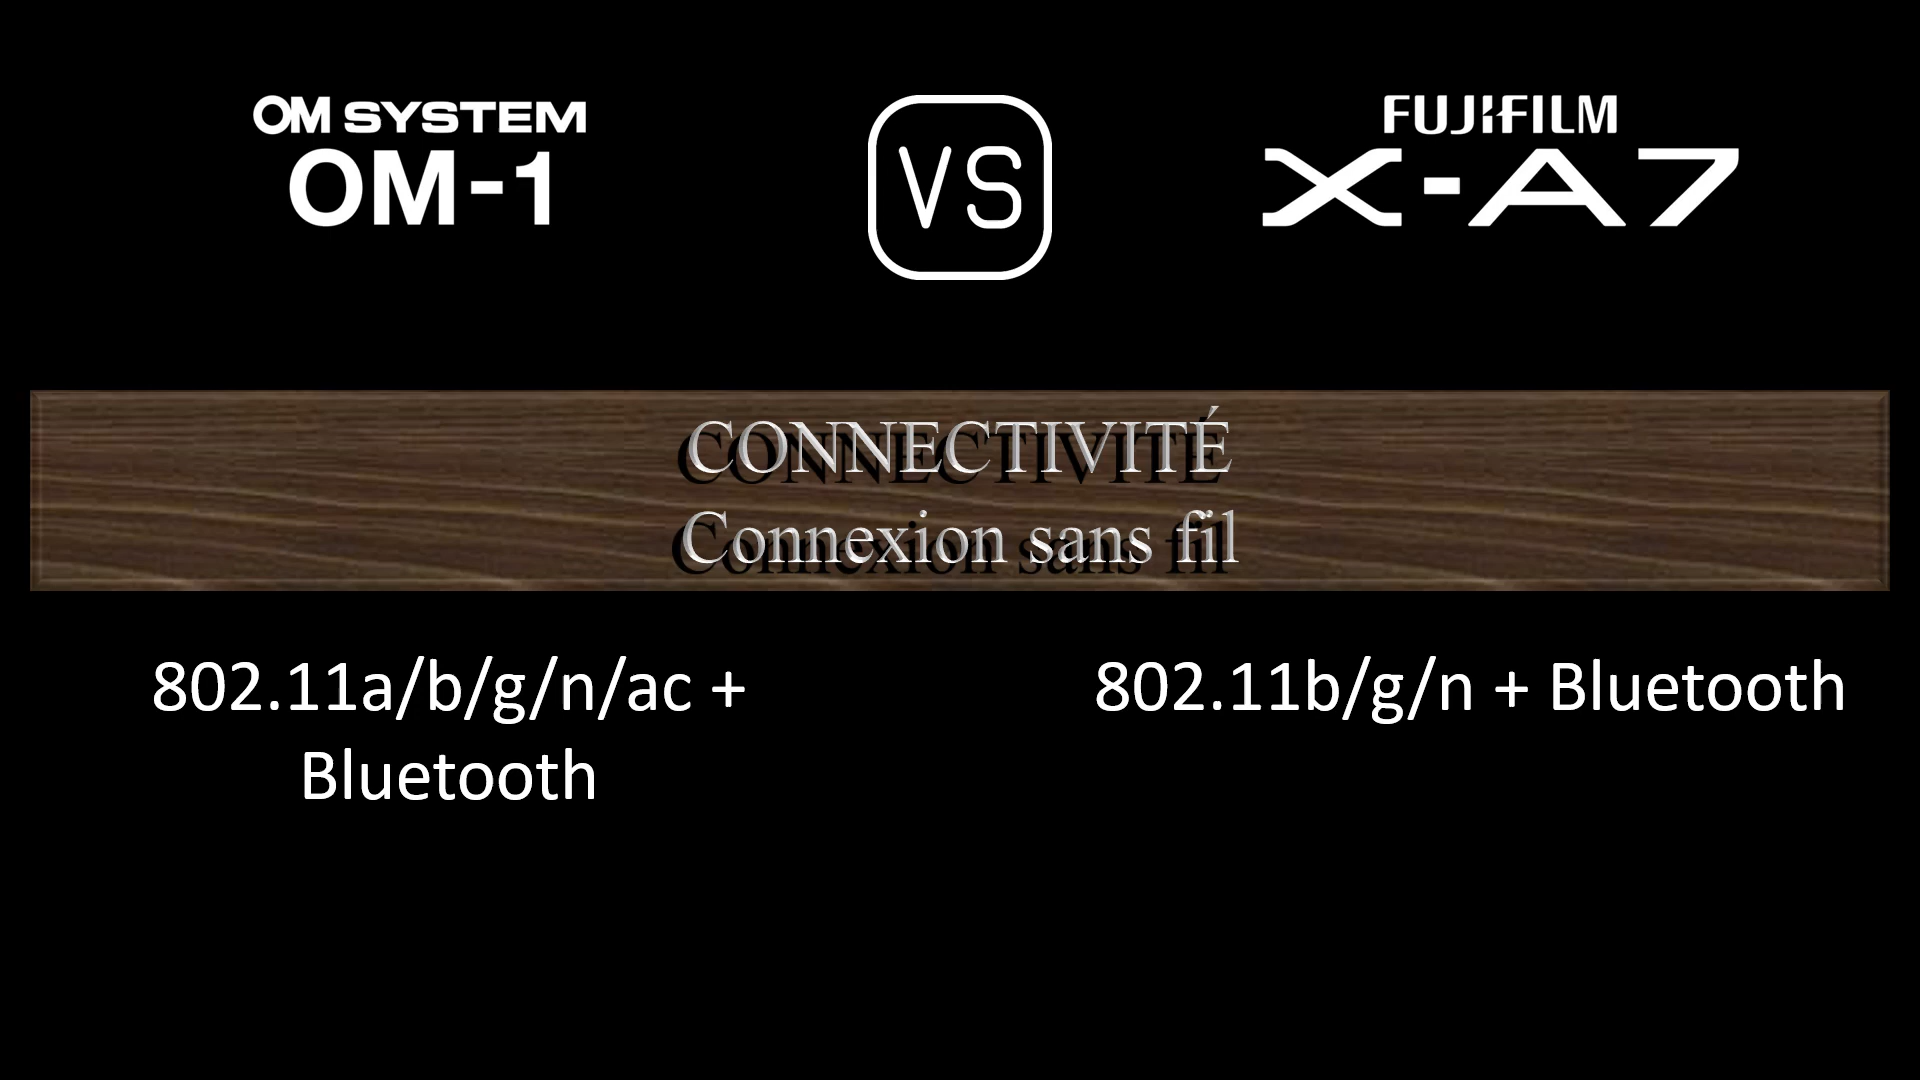 OM SYSTEM
OM-1
VS
FUJIFILM
X-A7
CONNECTIVITÉ
Connexion sans fil
802.11a/b/g/n/ac +
Bluetooth
802.11b/g/n + Bluetooth